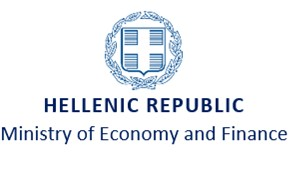 HELLENIC REPUBLIC
Ministry of Economy and Finance